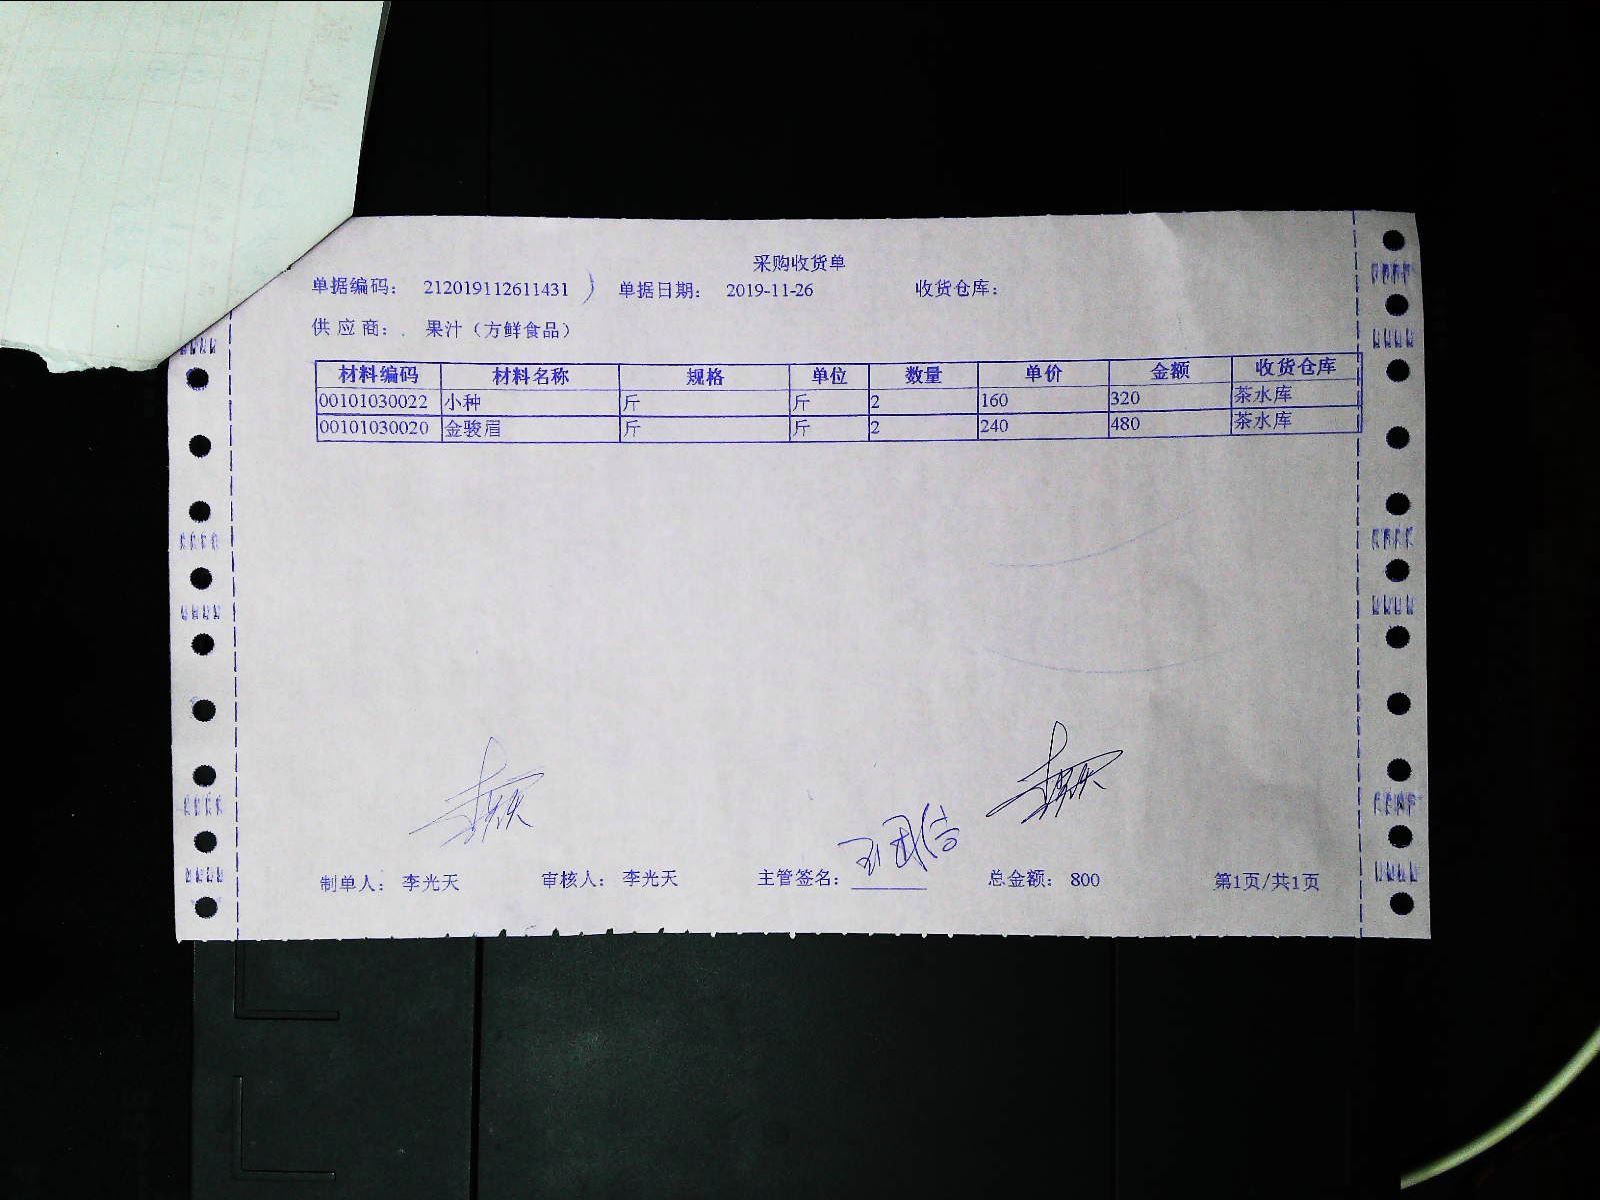 采购收货单
单据编码： 212019112611431 单据日期： 2019-11-26 收货仓库：
供应商： 果汁（方鲜食品）
材料编码 材料名称 规格 单位 数量 单价 金额 收货仓库
00101030022 小种 斤 斤 2 160 320 茶水库
00101030020 金骏眉 斤 斤 2 240 480 茶水库
制单人： 李光天 审核人： 李光天 主管签名： 总金额： 800 第1页/共1页